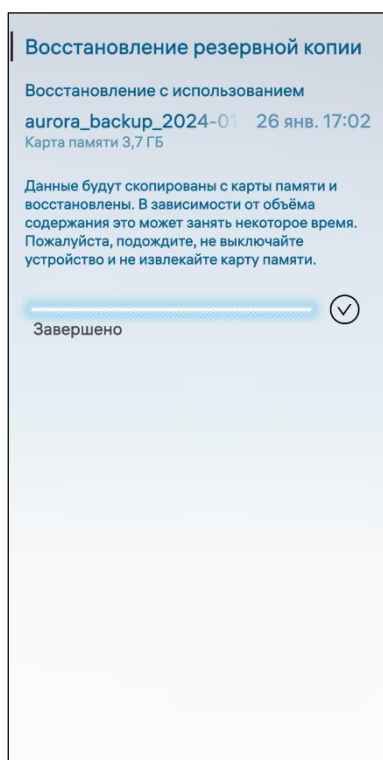 Восстановление резервной копии
Восстановление с использованием
aurora_backup_2024-01 26 янв. 17:02
Карта памяти 3,7 ГБ
Данные будут скопированы с карты памяти и
восстановлены. В зависимости от объёма
содержания это может занять некоторое время.
Пожалуйста, подождите, не выключайте
устройство и не извлекайте карту памяти.
Завершено